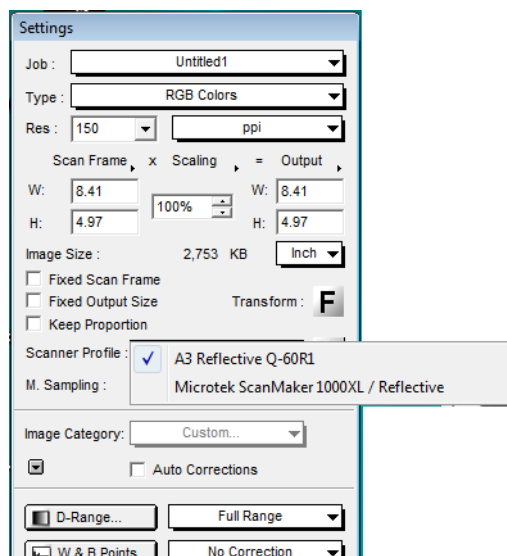 Settings
Job : Untitled1
Type : RGB Colors
Res : 150 ppi
Scan Frame x Scaling = Output
W: 8.41 100% W: 8.41
H: 4.97 H: 4.97
Image Size : 2,753 KB Inch
Fixed Scan Frame
Fixed Output Size Transform : F
Keep Proportion
Scanner Profile : A3 Reflective Q-60R1
M. Sampling : Microtek ScanMaker 1000XL / Reflective
Image Category: Custom...
Auto Corrections
D-Range... Full Range
W & B Points No Correction